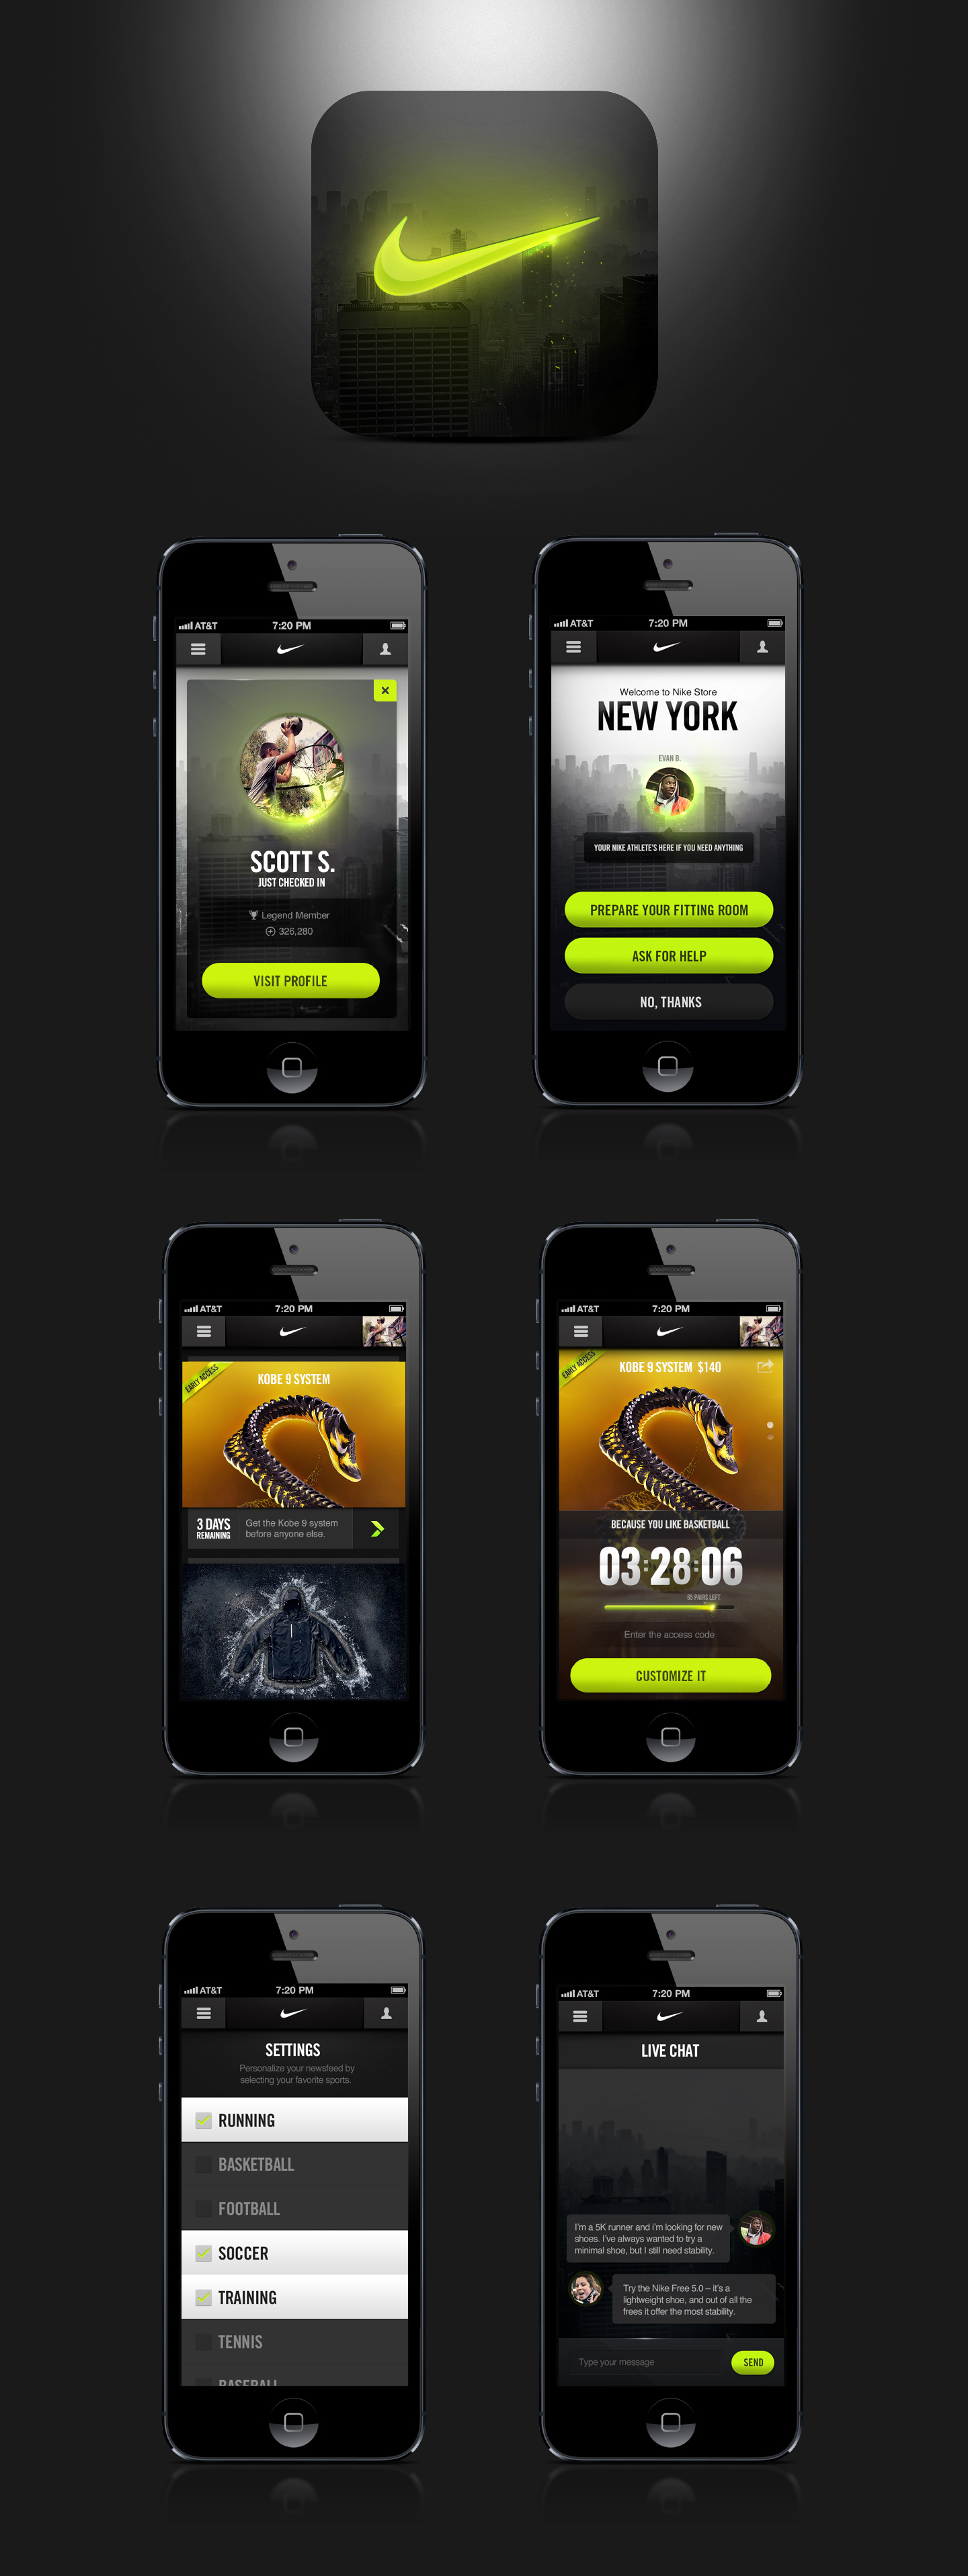 AT&T 7:20 PM
SCOTT S.
JUST CHECKED IN
Legend Member
326,280
VISIT PROFILE
AT&T 7:20 PM
Welcome to Nike Store
NEW YORK
EVAN B.
YOUR NIKE ATHLETE'S HERE IF YOU NEED ANYTHING
PREPARE YOUR FITTING ROOM
ASK FOR HELP
NO, THANKS
AT&T 7:20 PM
EARLY ACCESS
KOBE 9 SYSTEM
3 DAYS
REMAINING
Get the Kobe 9 system
before anyone else.
AT&T 7:20 PM
EARLY ACCESS
KOBE 9 SYSTEM $140
BECAUSE YOU LIKE BASKETBALL
03:28:06
PAIRS LEFT
Enter the access code
CUSTOMIZE IT
AT&T 7:20 PM
SETTINGS
Personalize your newsfeed by
selecting your favorite sports.
RUNNING
BASKETBALL
FOOTBALL
SOCCER
TRAINING
TENNIS
BASEBALL
AT&T 7:20 PM
LIVE CHAT
I'm a 5K runner and i'm looking for new
shoes. I've always wanted to try a
minimal shoe, but I still need stability.
Try the Nike Free 5.0 – it's a
lightweight shoe, and out of all the
frees it offer the most stability.
Type your message
SEND